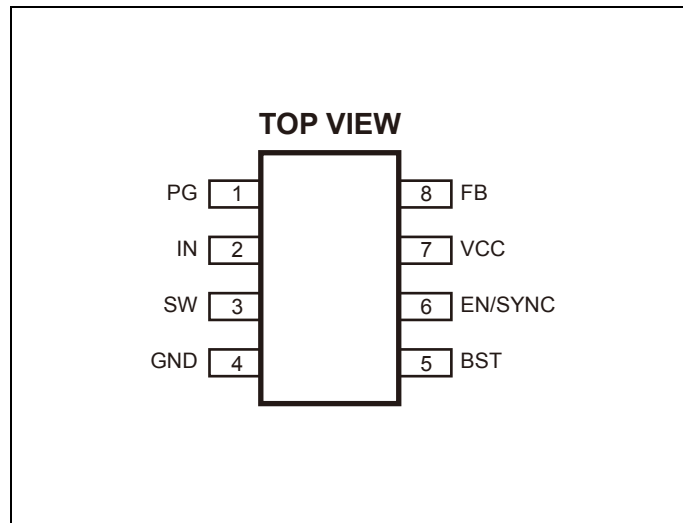 TOP VIEW
PG 1 8 FB
IN 2 7 VCC
SW 3 6 EN/SYNC
GND 4 5 BST